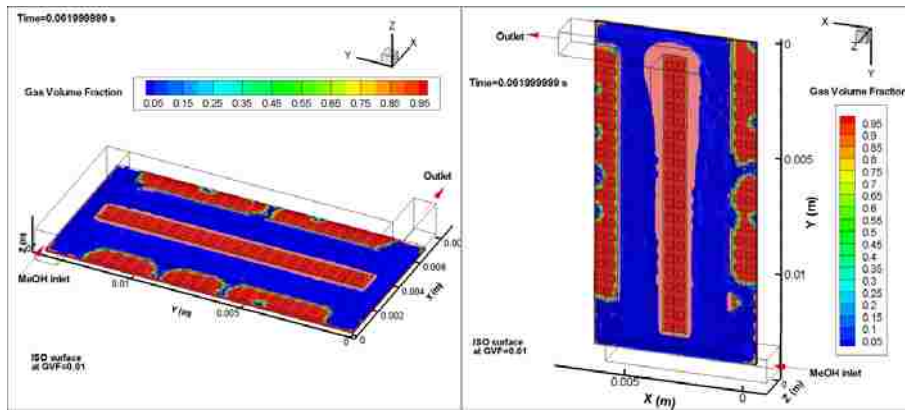 Time=0.061999999 s
Z
X
Y
Gas Volume Fraction
0.05 0.15 0.25 0.35 0.45 0.55 0.65 0.75 0.85 0.95
Outlet
Z (m)
MeOH inlet
0.01
Y (m)
0.005
0
0
0.002
0.004
0.006
X (m)
ISO surface
at GVF=0.01
X
Z
Y
Outlet
Time=0.061999999 s
Gas Volume Fraction
0.95
0.9
0.85
0.8
0.75
0.7
0.65
0.6
0.55
0.5
0.45
0.4
0.35
0.3
0.25
0.2
0.15
0.1
0.05
0
0.005
Y (m)
0.01
ISO surface
at GVF=0.01
MeOH inlet
0.005
X (m)
0
Z (m)